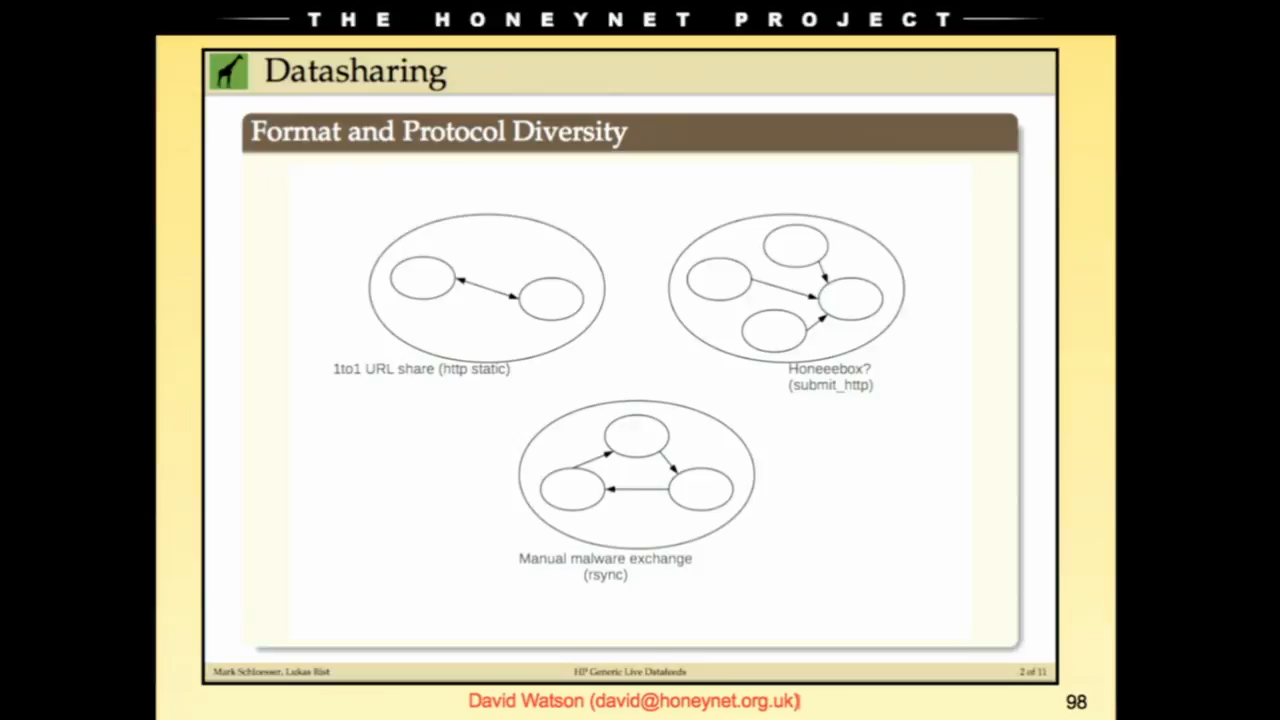 THE HONEYNET PROJECT
Datasharing
Format and Protocol Diversity
1to1 URL share (http static)
Honeeebox?
(submit_http)
Manual malware exchange
(rsync)
Mark Schloesser, Lukas Rist
HP Generic Live Datafeeds
2 of 11
David Watson (david@honeynet.org.uk)
98